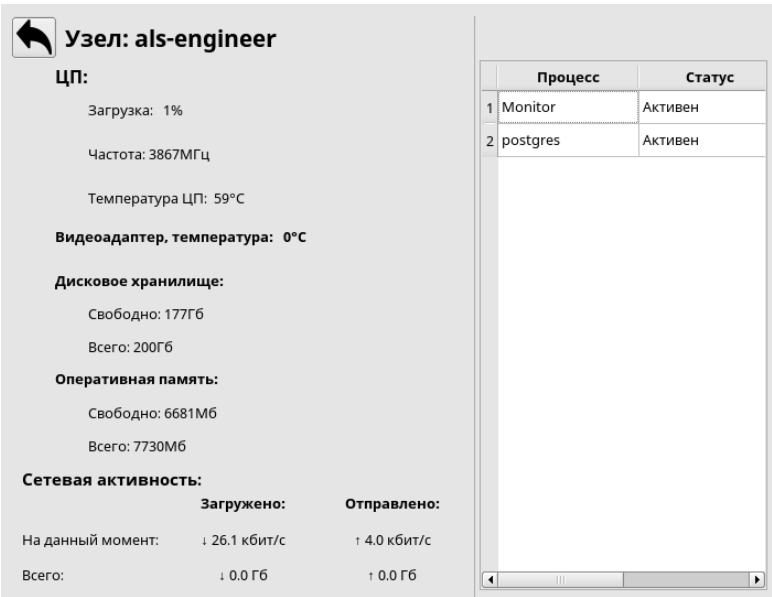 Узел: als-engineer
ЦП:
Загрузка: 1%
Частота: 3867МГц
Температура ЦП: 59°C
Видеоадаптер, температура: 0°C
Дисковое хранилище:
Свободно: 177Гб
Всего: 200Гб
Оперативная память:
Свободно: 6681Мб
Всего: 7730Мб
Сетевая активность:
Загружено: Отправлено:
На данный момент: ↓ 26.1 кбит/с ↑ 4.0 кбит/с
Всего: ↓ 0.0 Гб ↑ 0.0 Гб
Процесс Статус
1 Monitor Активен
2 postgres Активен